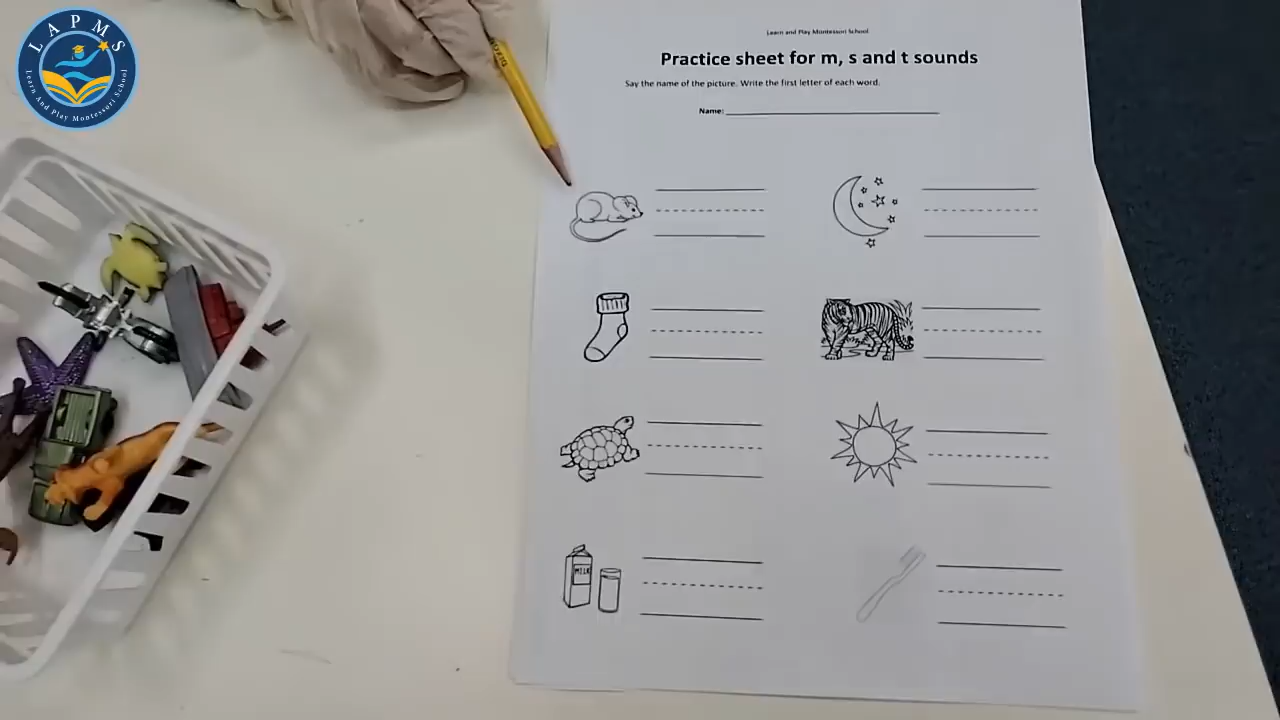 LAPMS
Learn And Play Montessori School
Learn and Play Montessori School
Practice sheet for m, s and t sounds
Say the name of the picture. Write the first letter of each word.
Name:
MILK